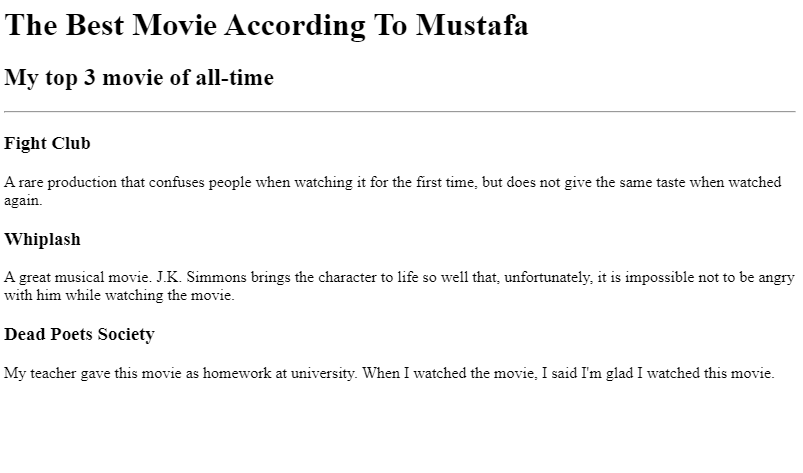 The Best Movie According To Mustafa
My top 3 movie of all-time
Fight Club
A rare production that confuses people when watching it for the first time, but does not give the same taste when watched
again.
Whiplash
A great musical movie. J.K. Simmons brings the character to life so well that, unfortunately, it is impossible not to be angry
with him while watching the movie.
Dead Poets Society
My teacher gave this movie as homework at university. When I watched the movie, I said I'm glad I watched this movie.